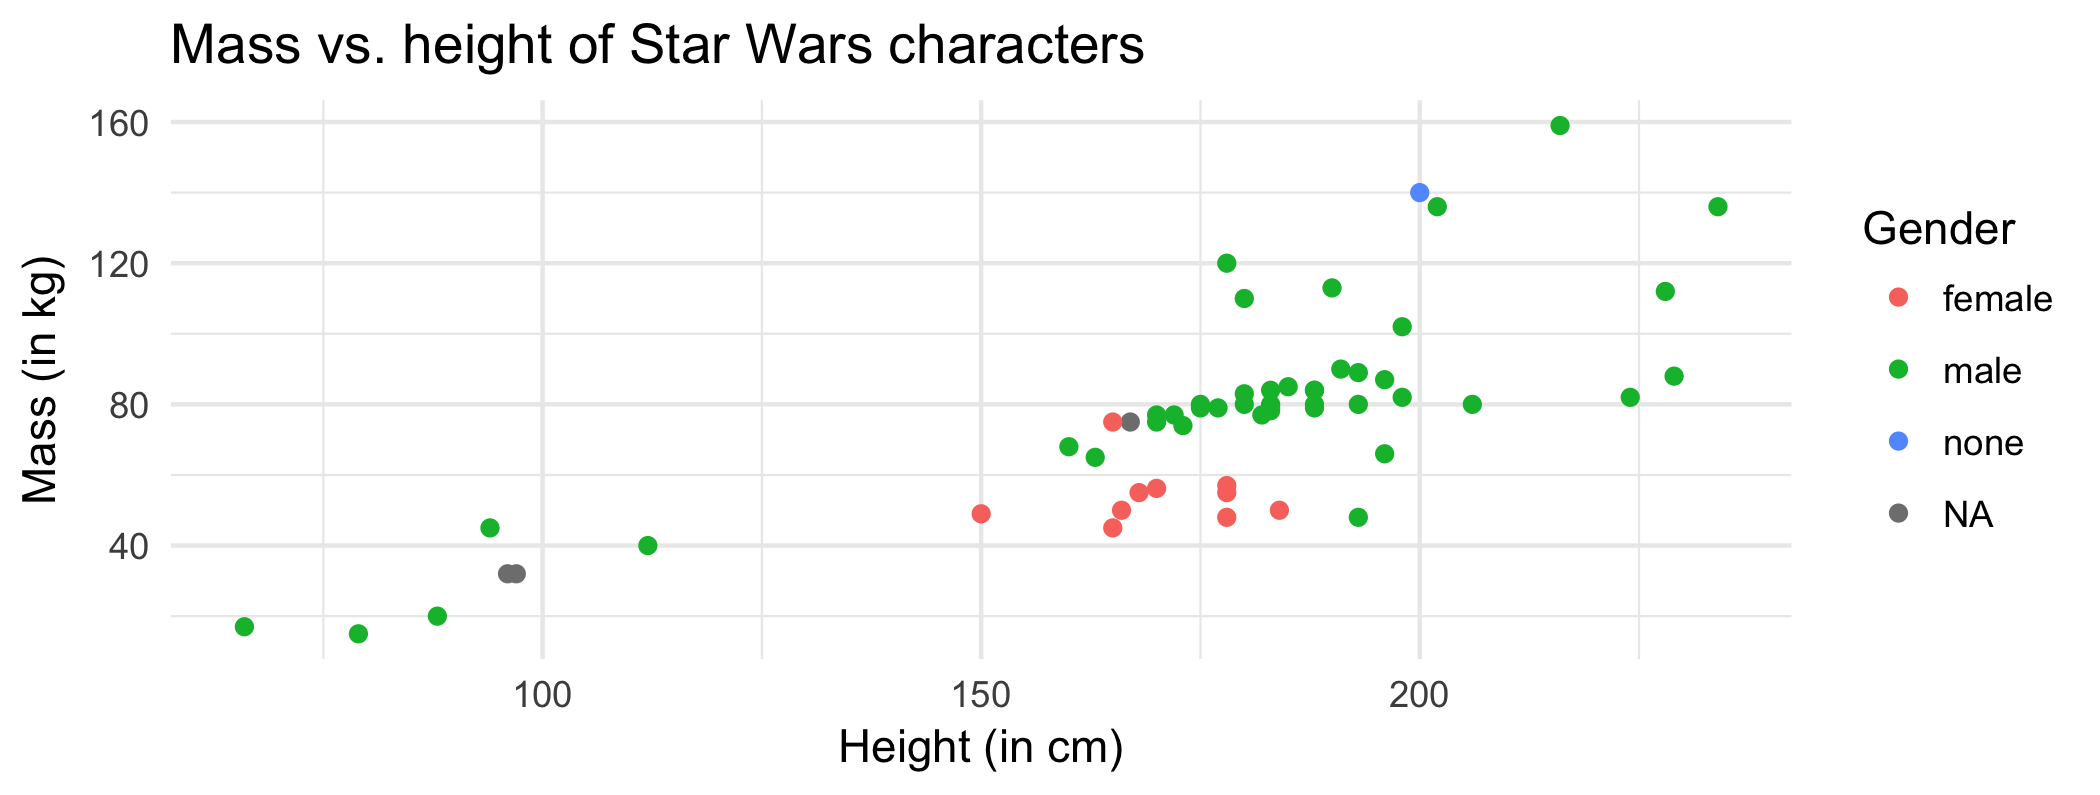 Mass vs. height of Star Wars characters
160
120
80
40
Mass (in kg)
100 150 200
Height (in cm)
Gender
female
male
none
NA